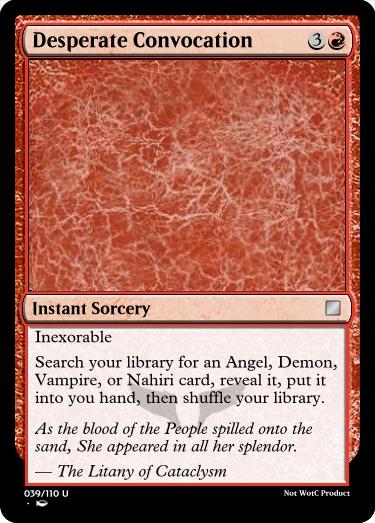 Desperate Convocation 3
Instant Sorcery
Inexorable
Search your library for an Angel, Demon,
Vampire, or Nahiri card, reveal it, put it
into you hand, then shuffle your library.
As the blood of the People spilled onto the
sand, She appeared in all her splendor.
— The Litany of Cataclysm
039/110 U
Not WotC Product